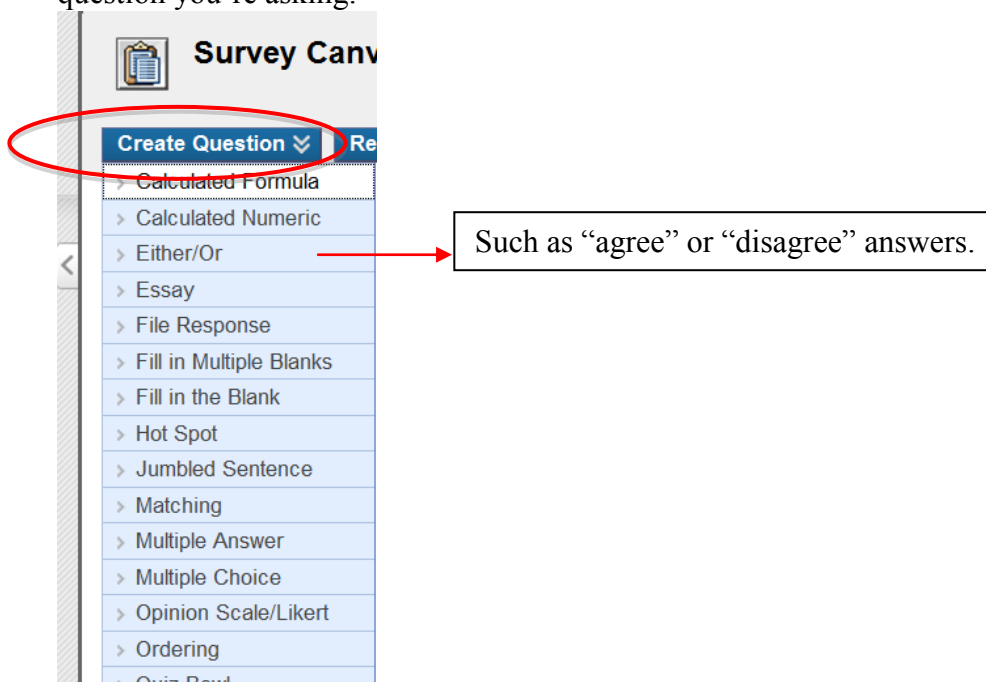 question you're asking.
Survey Canv
Create Question Re
Calculated Formula
Calculated Numeric
Either/Or
Such as “agree” or “disagree” answers.
Essay
File Response
Fill in Multiple Blanks
Fill in the Blank
Hot Spot
Jumbled Sentence
Matching
Multiple Answer
Multiple Choice
Opinion Scale/Likert
Ordering
Quiz Bowl